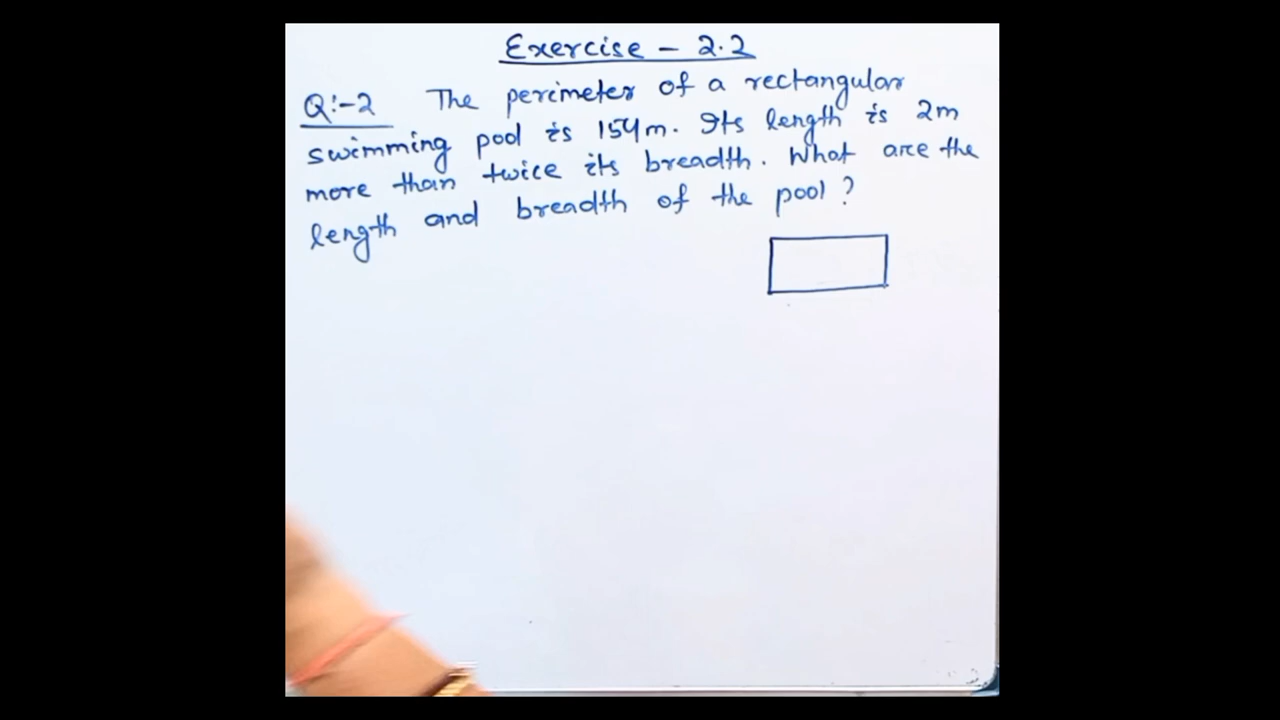 Exercise - 2.2
Q:-2 The perimeter of a rectangular
swimming pool is 154m. Its length is 2m
more than twice its breadth. What are the
length and breadth of the pool?